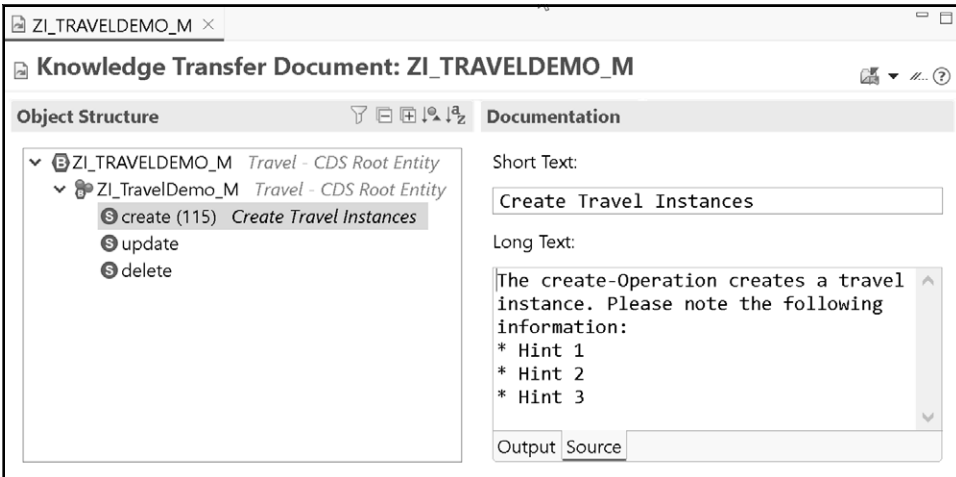 ZI_TRAVELDEMO_M
Knowledge Transfer Document: ZI_TRAVELDEMO_M
Object Structure
ZI_TRAVELDEMO_M Travel - CDS Root Entity
ZI_TravelDemo_M Travel - CDS Root Entity
create (115) Create Travel Instances
update
delete
Documentation
Short Text:
Create Travel Instances
Long Text:
The create-Operation creates a travel
instance. Please note the following
information:
* Hint 1
* Hint 2
* Hint 3
Output Source